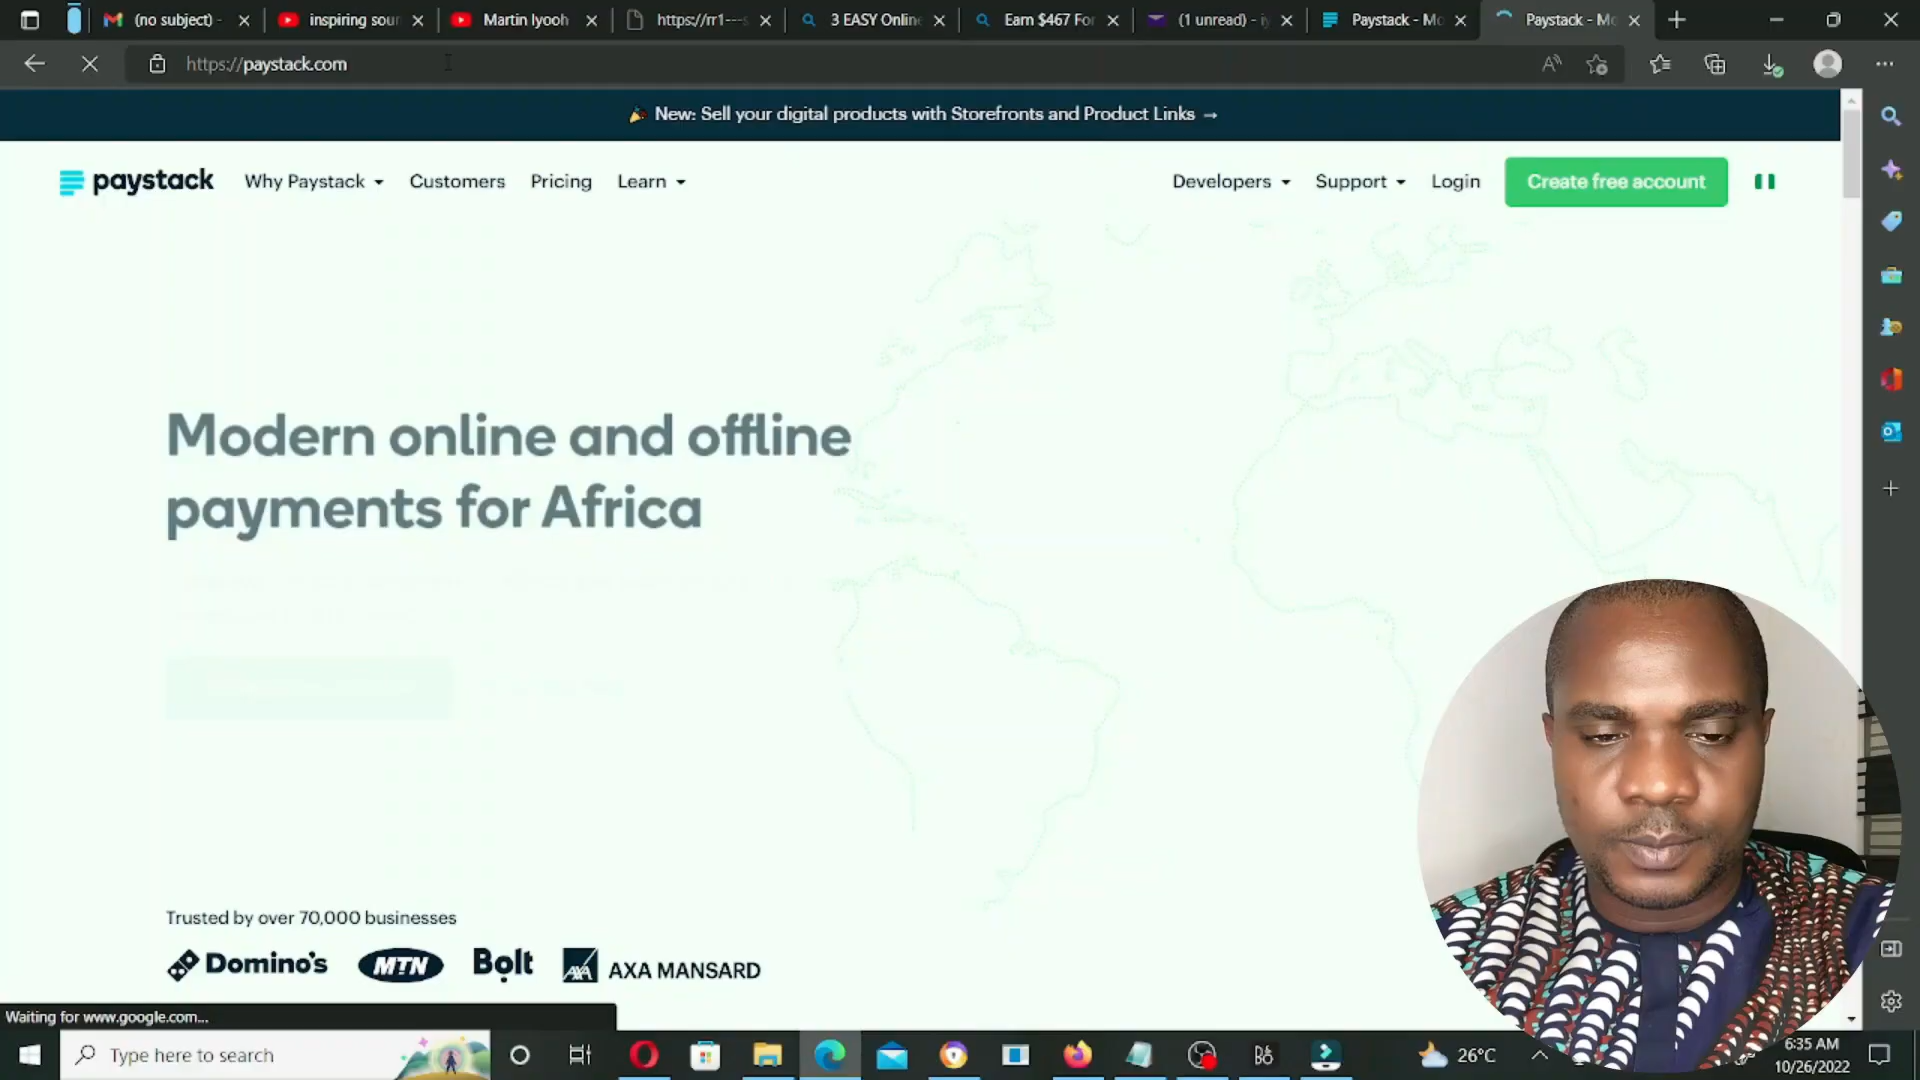 (no subject) -
inspiring sour
Martin Iyooh
https://rr1---s
3 EASY Online
Earn $467 For
(1 unread) - iy
Paystack - Mo
Paystack - Mo
https://paystack.com
New: Sell your digital products with Storefronts and Product Links →
paystack
Why Paystack
Customers
Pricing
Learn
Developers
Support
Login
Create free account
Modern online and offline
payments for Africa
Trusted by over 70,000 businesses
Domino's
MTN
Bolt
AXA
AXA MANSARD
Waiting for www.google.com...
Type here to search
26°C
6:35 AM
10/26/2022